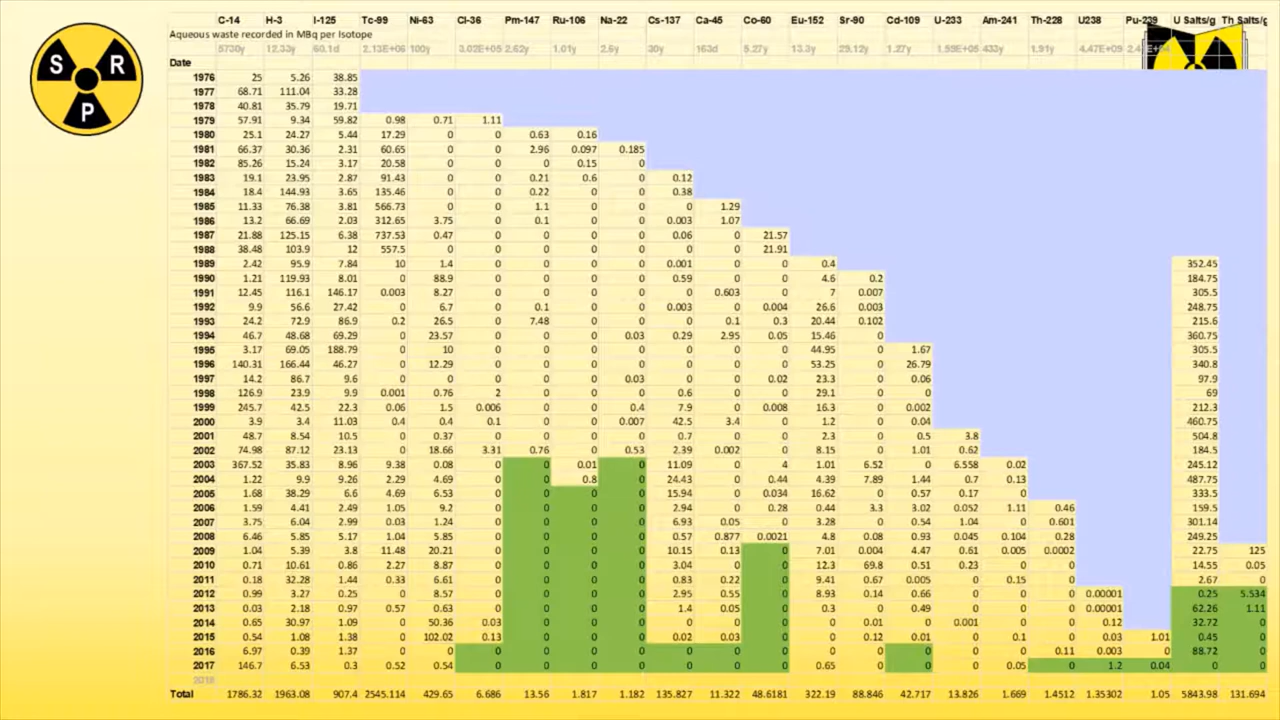 C-14 H-3 I-125 Tc-99 Ni-63 Cl-36 Pm-147 Ru-106 Na-22 Cs-137 Ca-45 Co-60 Eu-152 Sr-90 Cd-109 U-233 Am-241 Th-228 U238 Pu-239 U Salts/g Th Salts/g
Aqueous waste recorded in MBq per Isotope
5730y 12.33y 60.1d 2.13E+06 100y 3.02E+05 2.62y 1.01y 2.6y 30y 163d 5.27y 13.3y 29.12y 1.27y 1.59E+05 433y 1.91y 4.47E+09
Date
S R P
1976 25 5.26 38.85
1977 68.71 111.04 33.28
1978 40.81 35.79 19.71
1979 57.91 9.34 59.82 0.98 0.71 1.11
1980 25.1 24.27 5.44 17.29 0 0 0.63 0.16
1981 66.37 30.36 2.31 60.65 0 0 2.96 0.097 0.185
1982 85.26 15.24 3.17 20.58 0 0 0 0.15 0
1983 19.1 23.95 2.87 91.43 0 0 0.21 0.6 0 0.12
1984 18.4 144.93 3.65 135.46 0 0 0.22 0 0 0.38
1985 11.33 76.38 3.81 566.73 0 0 1.1 0 0 0 1.29
1986 13.2 66.69 2.03 312.65 3.75 0 0.1 0 0 0.003 1.07
1987 21.88 125.15 6.38 737.53 0.47 0 0 0 0 0.06 0 21.57
1988 38.48 103.9 12 557.5 0 0 0 0 0 0 0 21.91
1989 2.42 95.9 7.84 10 1.4 0 0 0 0 0.001 0 0 0.4 352.45
1990 1.21 119.93 8.01 0 88.9 0 0 0 0 0.59 0 0 4.6 0.2 184.75
1991 12.45 116.1 146.17 0.003 8.27 0 0 0 0 0 0.603 0 7 0.007 305.5
1992 9.9 56.6 27.42 0 6.7 0 0.1 0 0 0.003 0 0.004 26.6 0.003 248.75
1993 24.2 72.9 86.9 0.2 26.5 0 7.48 0 0 0 0.1 0.3 20.44 0.102 215.6
1994 46.7 48.68 69.29 0 23.57 0 0 0 0.03 0.29 2.95 0.05 15.46 0 360.75
1995 3.17 69.05 188.79 0 10 0 0 0 0 0 0 0 44.95 0 1.67 305.5
1996 140.31 166.44 46.27 0 12.29 0 0 0 0 0 0 0 53.25 0 26.79 340.8
1997 14.2 86.7 9.6 0 0 0 0 0 0.03 0 0 0.02 23.3 0 0.06 97.9
1998 126.9 23.9 9.9 0.001 0.76 2 0 0 0 0.6 0 0 29.1 0 0 69
1999 245.7 42.5 22.3 0.06 1.5 0.006 0 0 0.4 7.9 0 0.008 16.3 0 0.002 212.3
2000 3.9 3.4 11.03 0.4 0.4 0.1 0 0 0.007 42.5 3.4 0 1.2 0 0.04 460.75
2001 48.7 8.54 10.5 0 0.37 0 0 0 0 0.7 0 0 2.3 0 0.5 3.8 504.8
2002 74.98 87.12 23.13 0 18.66 3.31 0.76 0 0.53 2.39 0.002 0 8.15 0 1.01 0.62 184.5
2003 367.52 35.83 8.96 9.38 0.08 0 0 0.01 0 11.09 0 4 1.01 6.52 0 6.558 0.02 245.12
2004 1.22 9.9 9.26 2.29 4.69 0 0 0.8 0 24.43 0 0.44 4.39 7.89 1.44 0.7 0.13 487.75
2005 1.68 38.29 6.6 4.69 6.53 0 0 0 0 15.94 0 0.034 16.62 0 0.57 0.17 0 333.5
2006 1.59 4.41 2.49 1.05 9.2 0 0 0 0 2.94 0 0.28 0.44 3.3 3.02 0.052 1.11 0.46 159.5
2007 3.75 6.04 2.99 0.03 1.24 0 0 0 0 6.93 0.05 0 3.28 0 0.54 1.04 0 0.601 301.14
2008 6.46 5.85 5.17 1.04 5.85 0 0 0 0 0.57 0.877 0.0021 4.8 0.08 0.93 0.045 0.104 0.28 249.25
2009 1.04 5.39 3.8 11.48 20.21 0 0 0 0 10.15 0.13 0 7.01 0.004 4.47 0.61 0.005 0.0002 22.75 125
2010 0.71 10.61 0.86 2.27 8.87 0 0 0 0 3.04 0 0 12.3 69.8 0.51 0.23 0 0 14.55 0.05
2011 0.18 32.28 1.44 0.33 6.61 0 0 0 0 0.83 0.22 0 9.41 0.67 0.005 0 0.15 0 2.67 0
2012 0.99 3.27 0.25 0 8.57 0 0 0 0 2.95 0.55 0 8.93 0.14 0.66 0 0 0 0.00001 0.25 5.534
2013 0.03 2.18 0.97 0.57 0.63 0 0 0 0 1.4 0.05 0 0.3 0 0.49 0 0 0 0.00001 62.26 1.11
2014 0.65 30.97 1.09 0 50.36 0.03 0 0 0 0 0 0 0 0.01 0 0.001 0 0 0.12 32.72 0
2015 0.54 1.08 1.38 0 102.02 0.13 0 0 0 0.02 0.03 0 0 0.12 0.01 0 0.1 0 0.03 1.01 0.45 0
2016 6.97 0.39 1.37 0 0 0 0 0 0 0 0 0 0 0 0 0 0 0.11 0.003 0 88.72 0
2017 146.7 6.53 0.3 0.52 0.54 0 0 0 0 0 0 0 0.65 0 0 0 0.05 0 1.2 0.04 0 0
2018
Total 1786.32 1963.08 907.4 2545.114 429.65 6.686 13.56 1.817 1.182 135.827 11.322 48.6181 322.19 88.846 42.717 13.826 1.669 1.4512 1.35302 1.05 5843.98 131.694